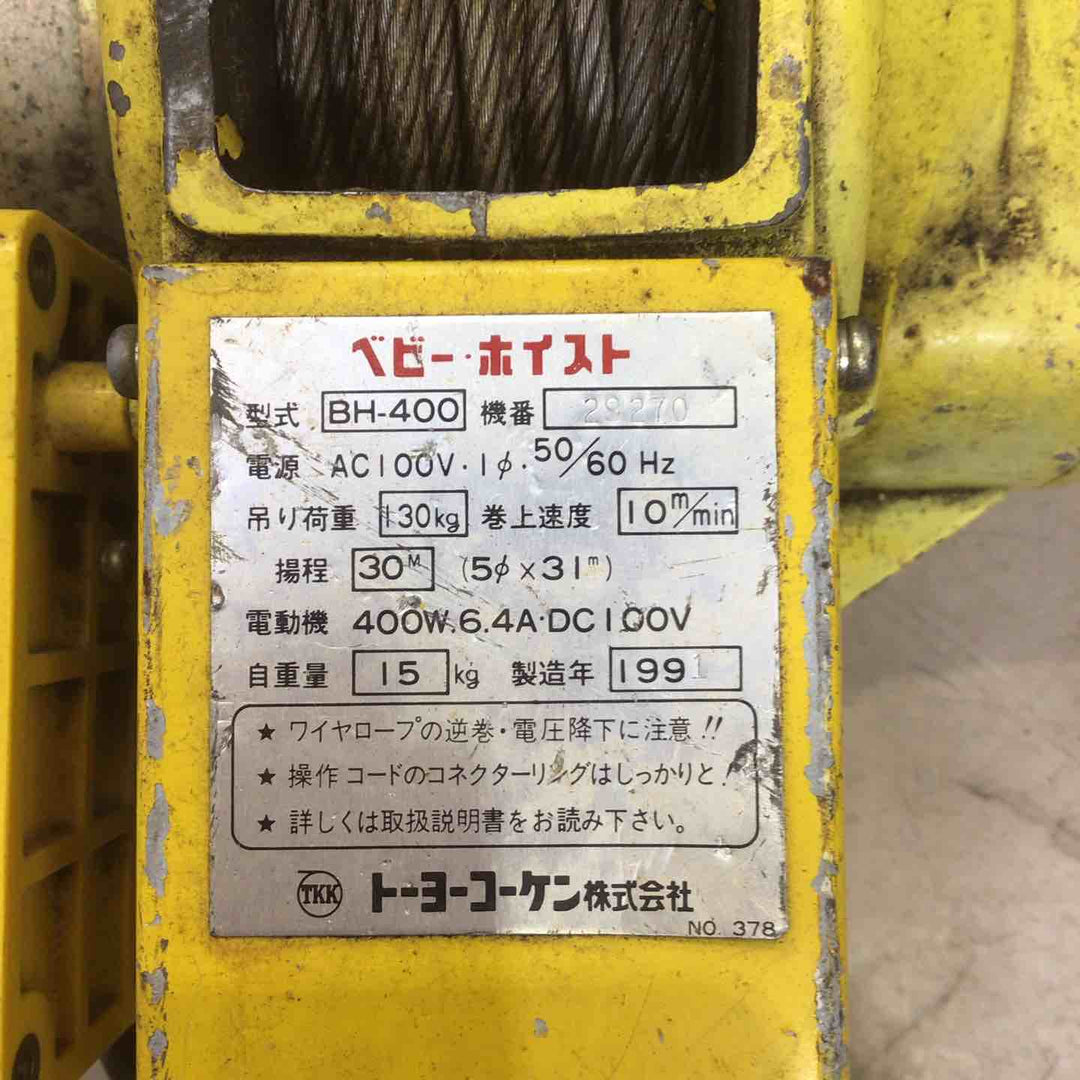 ベビー・ホイスト
型式 BH-400 機番 29270
電源 AC100V・1φ・50/60 Hz
吊り荷重 130kg 巻上速度 10m/min
揚程 30M (5φ×31m)
電動機 400W.6.4A・DC100V
自重量 15 kg 製造年 1991
★ ワイヤロープの逆巻・電圧降下に注意!!
★ 操作コードのコネクターリングはしっかりと!
★ 詳しくは取扱説明書をお読み下さい。
TKK トーヨーコーケン株式会社
NO. 378